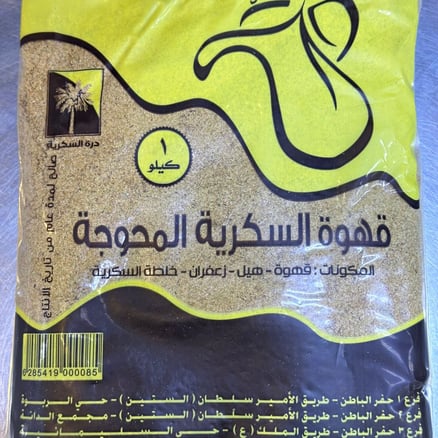 درة السكرية
صالح لمدة عام من تاريخ الانتاج
١
كيلو
قهوة السكرية المحوجة
المكونات : قهوة - هيل - زعفران - خلطة السكرية
6285419000085
فرع ١ حفر الباطن - طريق الأمير سلطان ( الستين ) - حي الربوة
فرع ٢ حفر الباطن - طريق الأمير سلطان ( الستين ) - مجمع الدانة
فرع ٣ حفر الباطن - طريق الملك ( ع ) - حي السليمانية